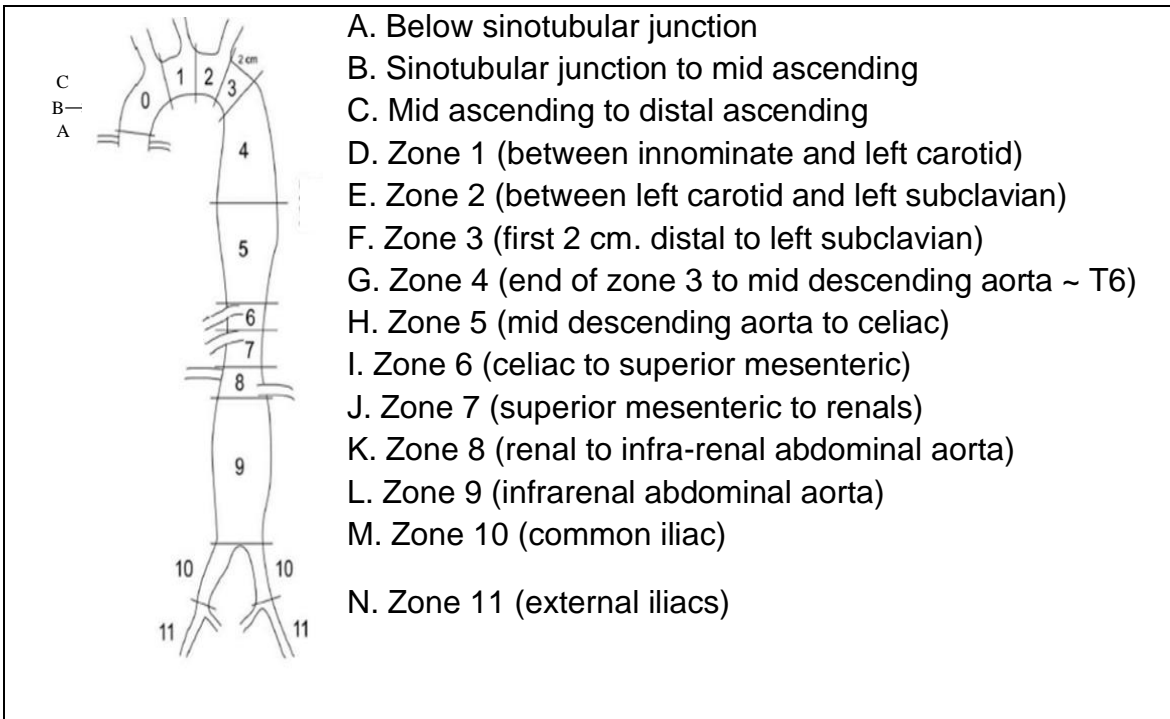 A. Below sinotubular junction
B. Sinotubular junction to mid ascending
C. Mid ascending to distal ascending
D. Zone 1 (between innominate and left carotid)
E. Zone 2 (between left carotid and left subclavian)
F. Zone 3 (first 2 cm. distal to left subclavian)
G. Zone 4 (end of zone 3 to mid descending aorta ~ T6)
H. Zone 5 (mid descending aorta to celiac)
I. Zone 6 (celiac to superior mesenteric)
J. Zone 7 (superior mesenteric to renals)
K. Zone 8 (renal to infra-renal abdominal aorta)
L. Zone 9 (infrarenal abdominal aorta)
M. Zone 10 (common iliac)
N. Zone 11 (external iliacs)
C
B
A
0
1
2
2 cm
3
4
5
6
7
8
9
10
10
11
11